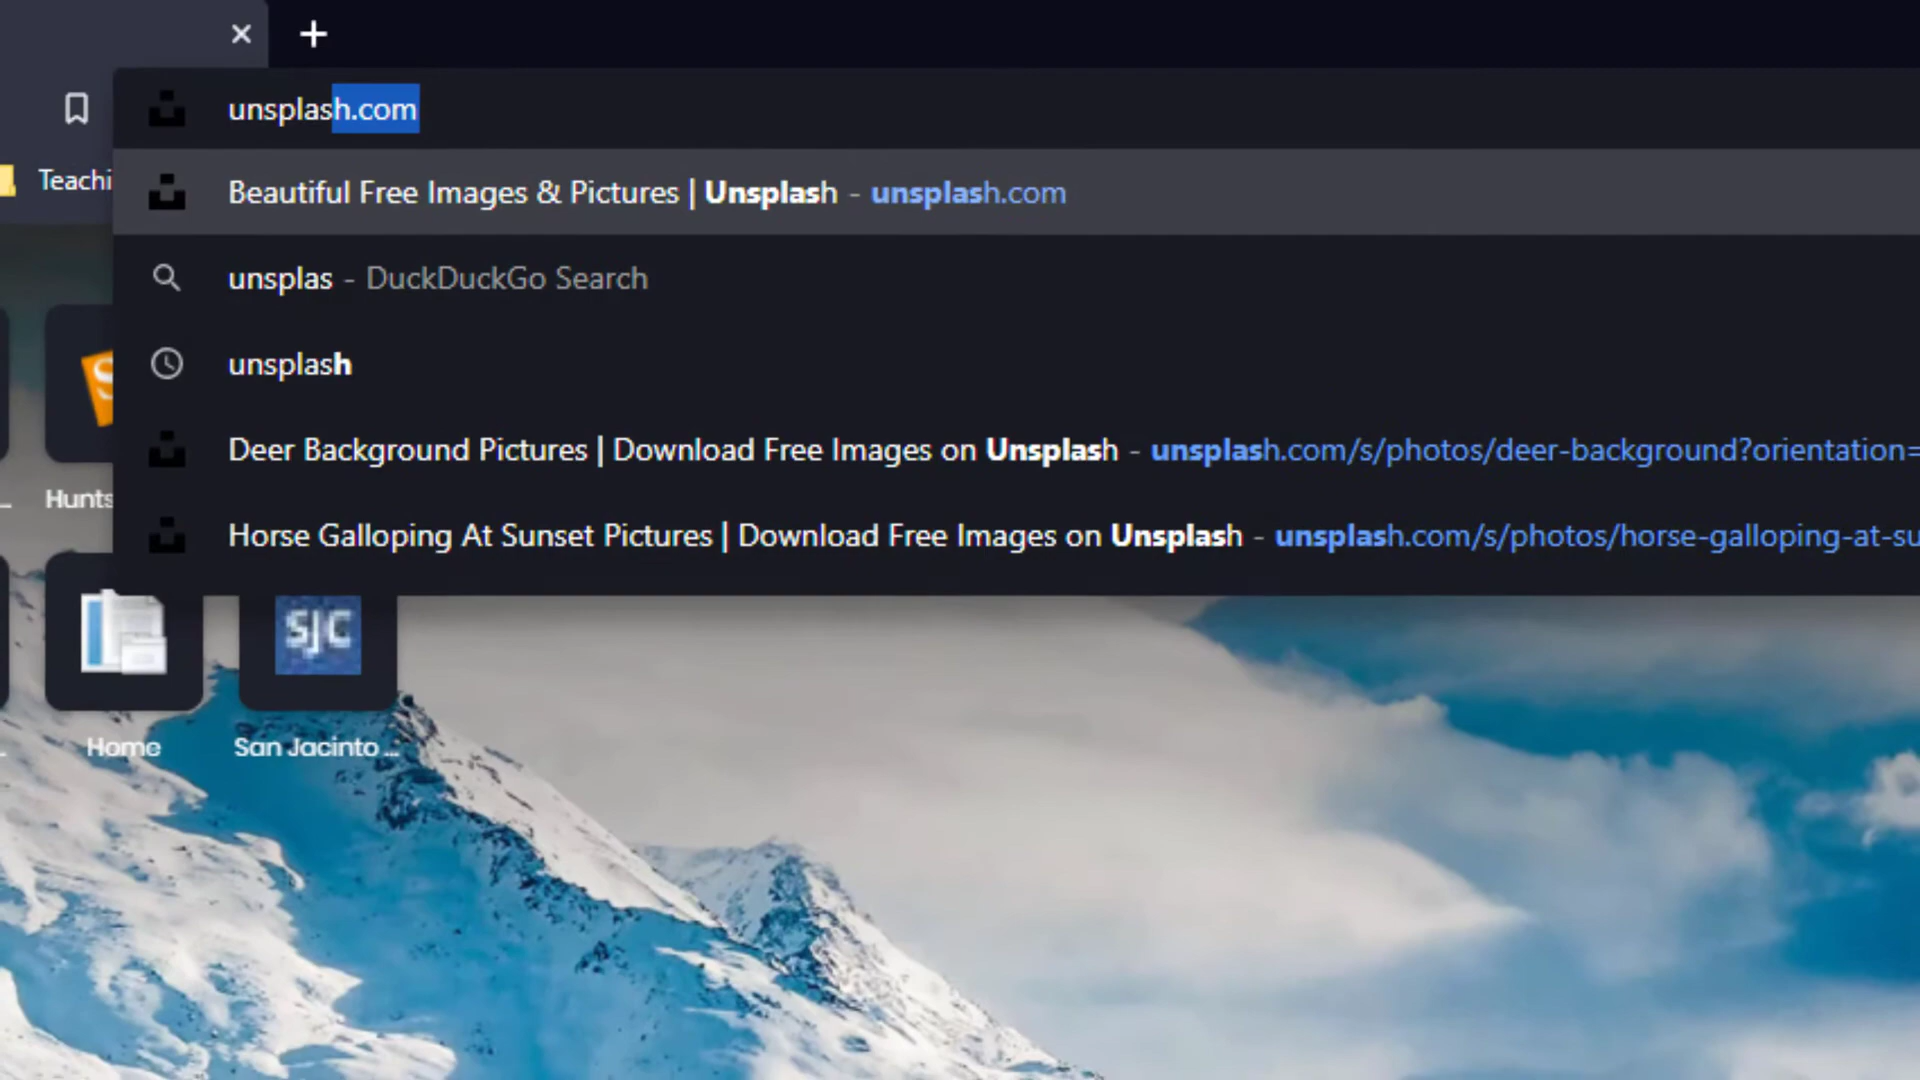 unsplash.com
Teachi
Beautiful Free Images & Pictures | Unsplash - unsplash.com
unsplas - DuckDuckGo Search
unsplash
Deer Background Pictures | Download Free Images on Unsplash - unsplash.com/s/photos/deer-background?orientation=
Hunts
Horse Galloping At Sunset Pictures | Download Free Images on Unsplash - unsplash.com/s/photos/horse-galloping-at-su
SJC
Home
San Jacinto ...